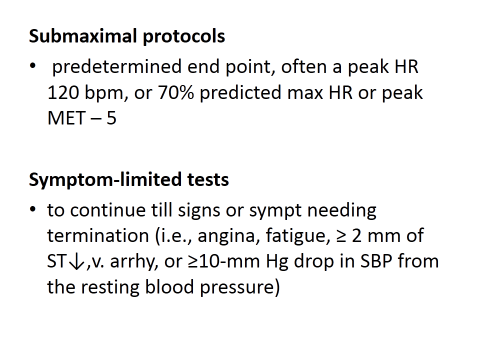 Submaximal protocols
• predetermined end point, often a peak HR
120 bpm, or 70% predicted max HR or peak
MET – 5
Symptom-limited tests
• to continue till signs or sympt needing
termination (i.e., angina, fatigue, ≥ 2 mm of
ST↓,v. arrhy, or ≥10-mm Hg drop in SBP from
the resting blood pressure)